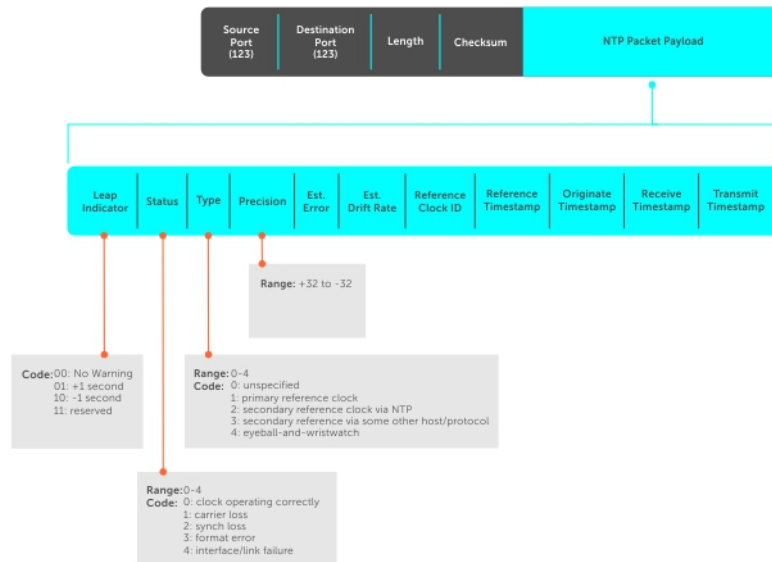 Source Port (123)
Destination Port (123)
Length
Checksum
NTP Packet Payload
Leap Indicator
Status
Type
Precision
Est. Error
Est. Drift Rate
Reference Clock ID
Reference Timestamp
Originate Timestamp
Receive Timestamp
Transmit Timestamp
Range: +32 to -32
Code: 00: No Warning
01: +1 second
10: -1 second
11: reserved
Range: 0-4
Code: 0: unspecified
1: primary reference clock
2: secondary reference clock via NTP
3: secondary reference via some other host/protocol
4: eyeball-and-wristwatch
Range: 0-4
Code: 0: clock operating correctly
1: carrier loss
2: synch loss
3: format error
4: interface/link failure